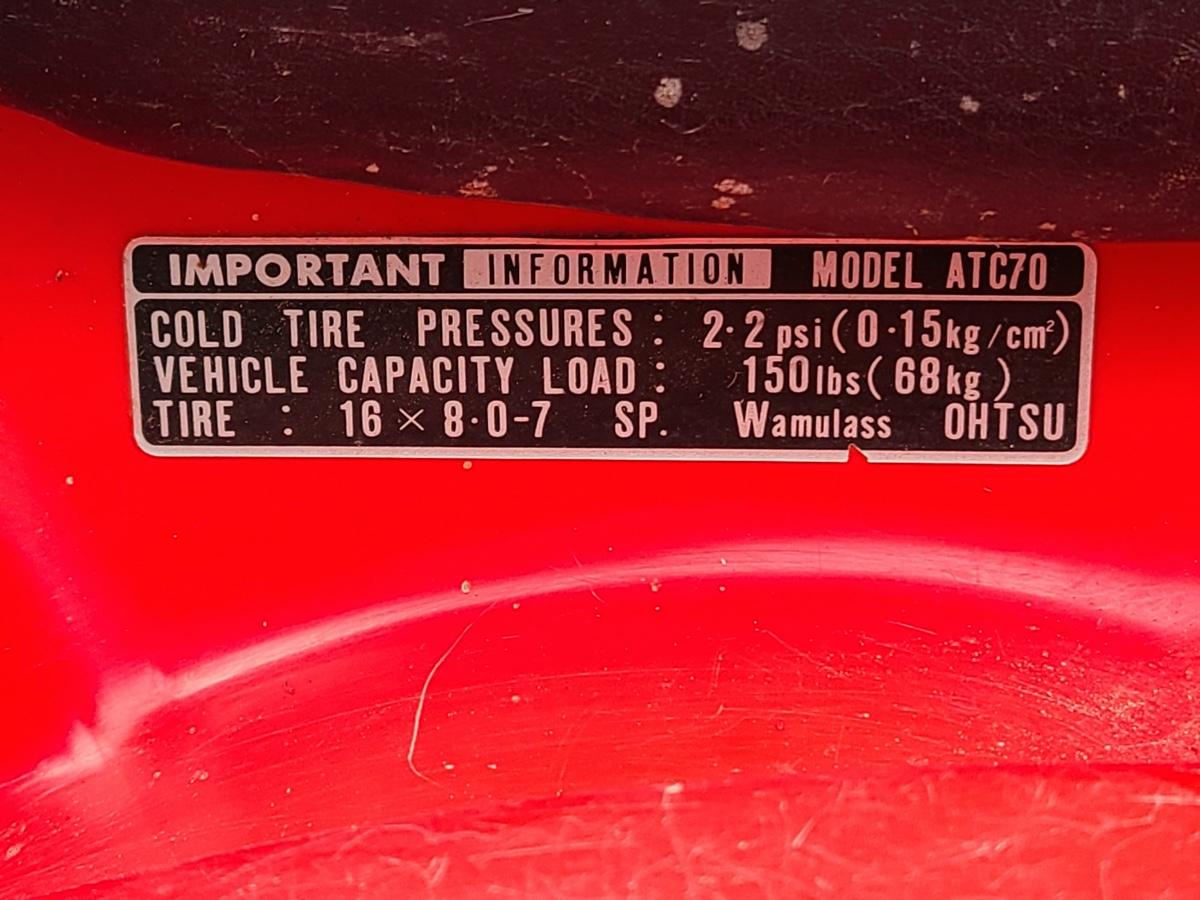 IMPORTANT INFORMATION MODEL ATC70
COLD TIRE PRESSURES: 2·2 psi (0·15kg/cm²)
VEHICLE CAPACITY LOAD: 150lbs (68kg)
TIRE : 16 × 8·0-7 SP. Wamulass OHTSU